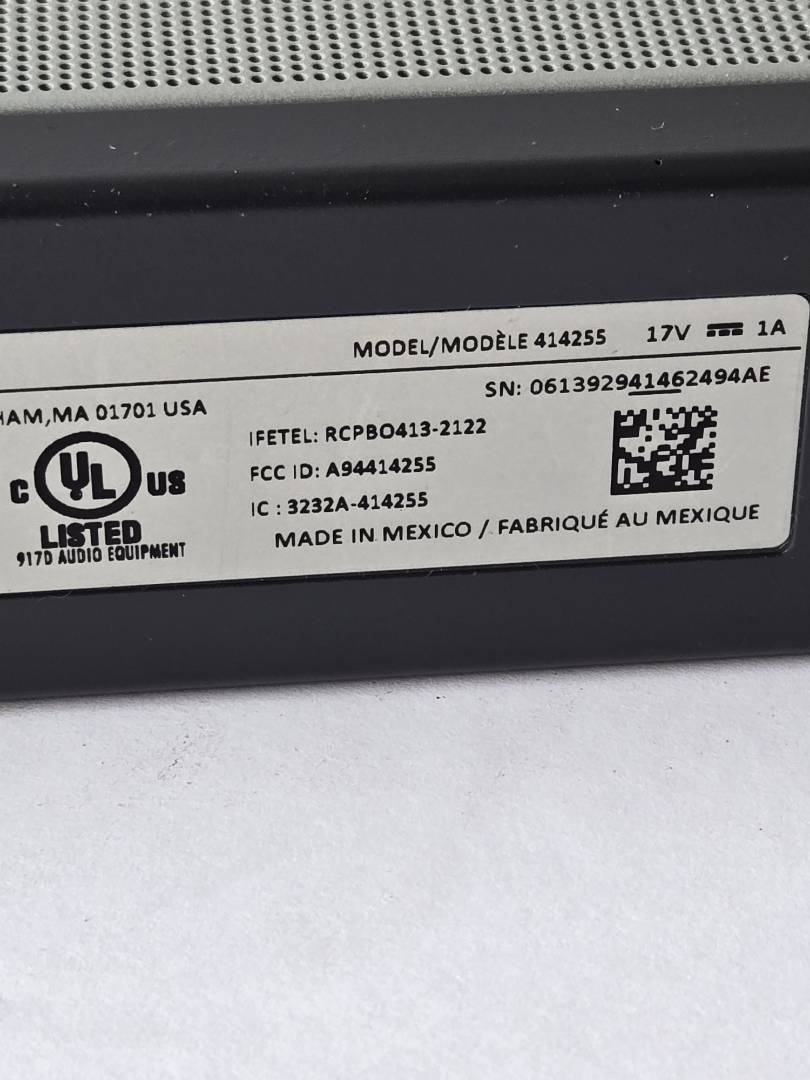 MODEL/MODÈLE 414255 17V 1A
SN: 061392941462494AE
HAM,MA 01701 USA
IFETEL: RCPBO413-2122
FCC ID: A94414255
IC : 3232A-414255
MADE IN MEXICO / FABRIQUÉ AU MEXIQUE
C UL US
LISTED
917D AUDIO EQUIPMENT